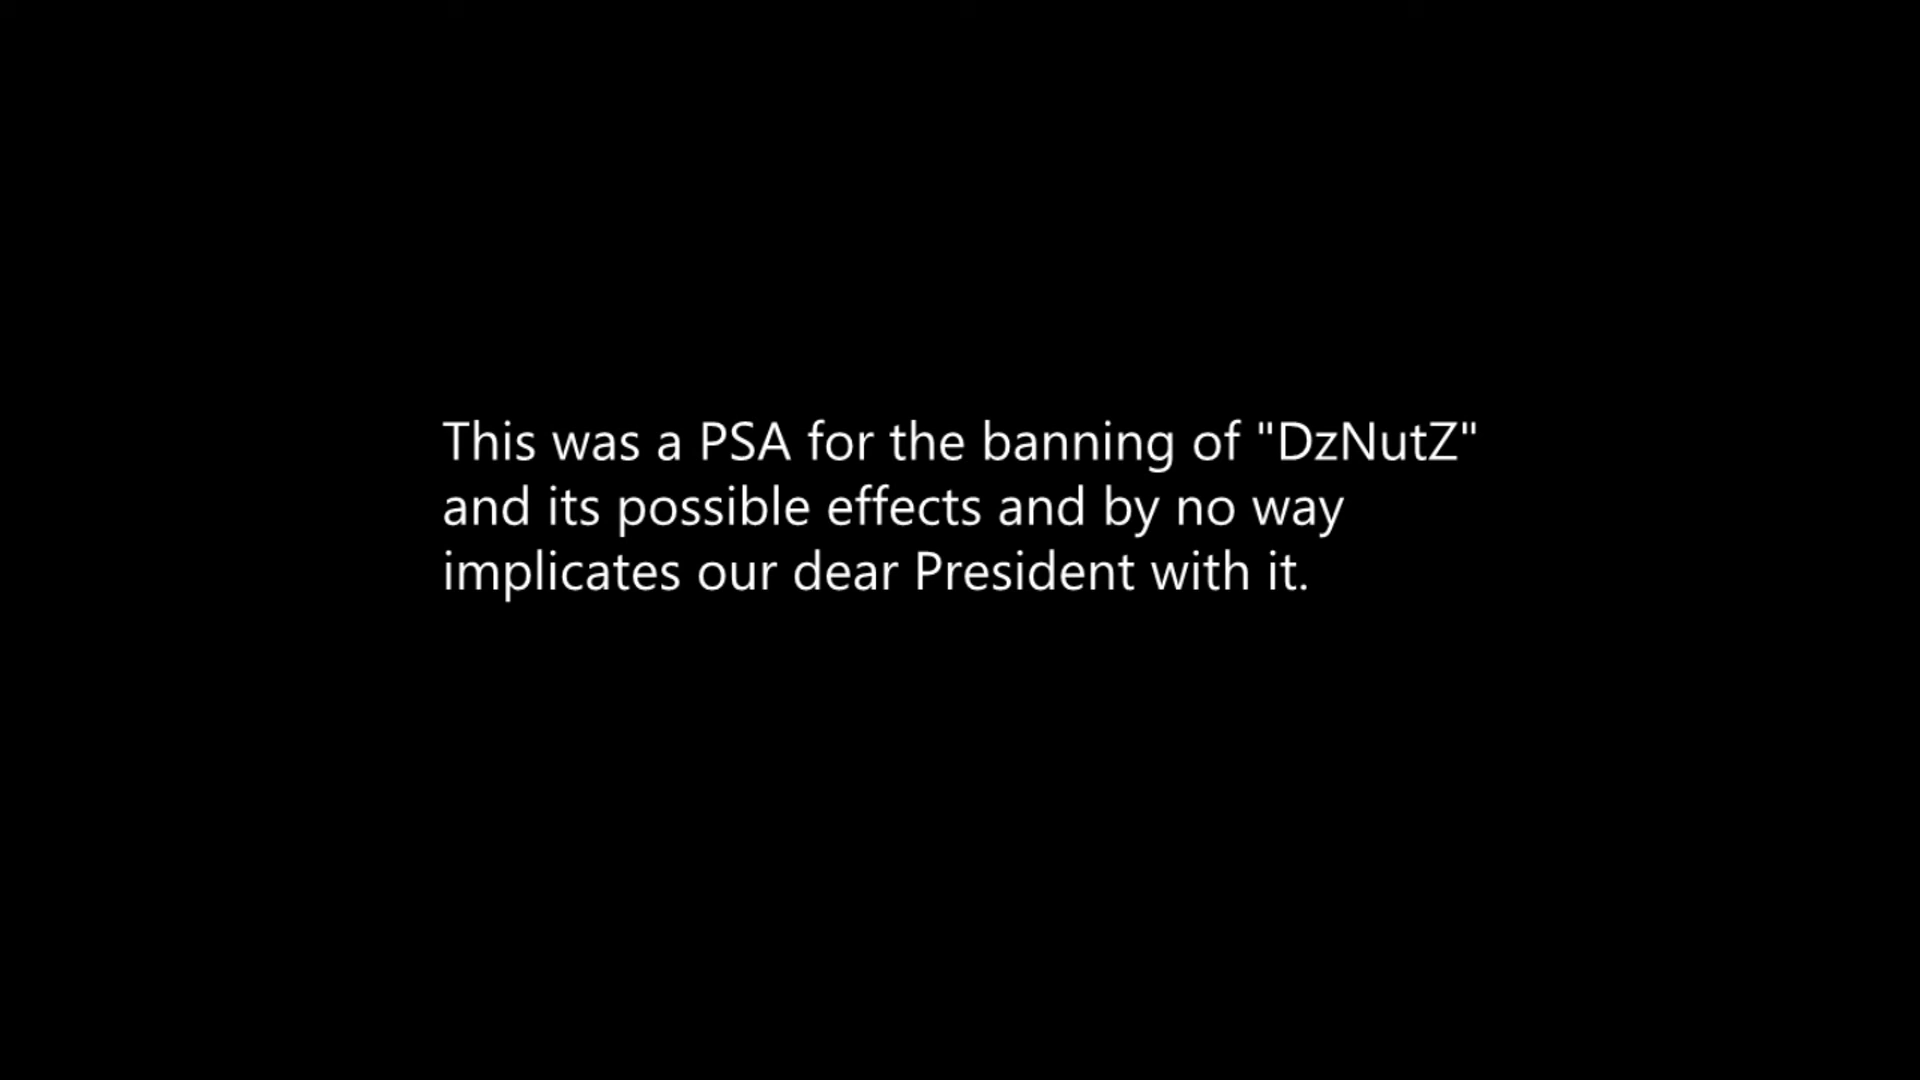 This was a PSA for the banning of "DzNutZ"
and its possible effects and by no way
implicates our dear President with it.